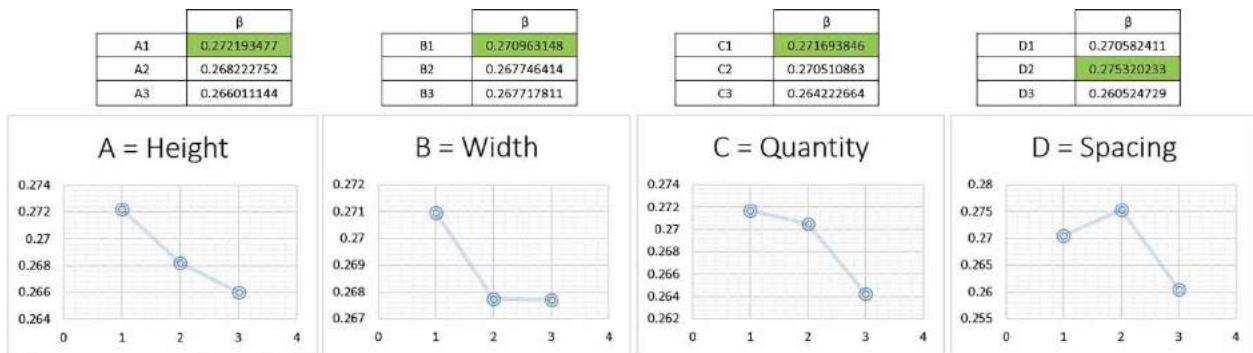 β
A1 0.272193477
A2 0.268222752
A3 0.266011144
β
B1 0.270963148
B2 0.267746414
B3 0.267717811
β
C1 0.271693846
C2 0.270510863
C3 0.264222664
β
D1 0.270582411
D2 0.275320233
D3 0.260524729
A = Height
0.274
0.272
0.27
0.268
0.266
0.264
0 1 2 3 4
B = Width
0.272
0.271
0.27
0.269
0.268
0.267
0 1 2 3 4
C = Quantity
0.274
0.272
0.27
0.268
0.266
0.264
0.262
0 1 2 3 4
D = Spacing
0.28
0.275
0.27
0.265
0.26
0.255
0 1 2 3 4